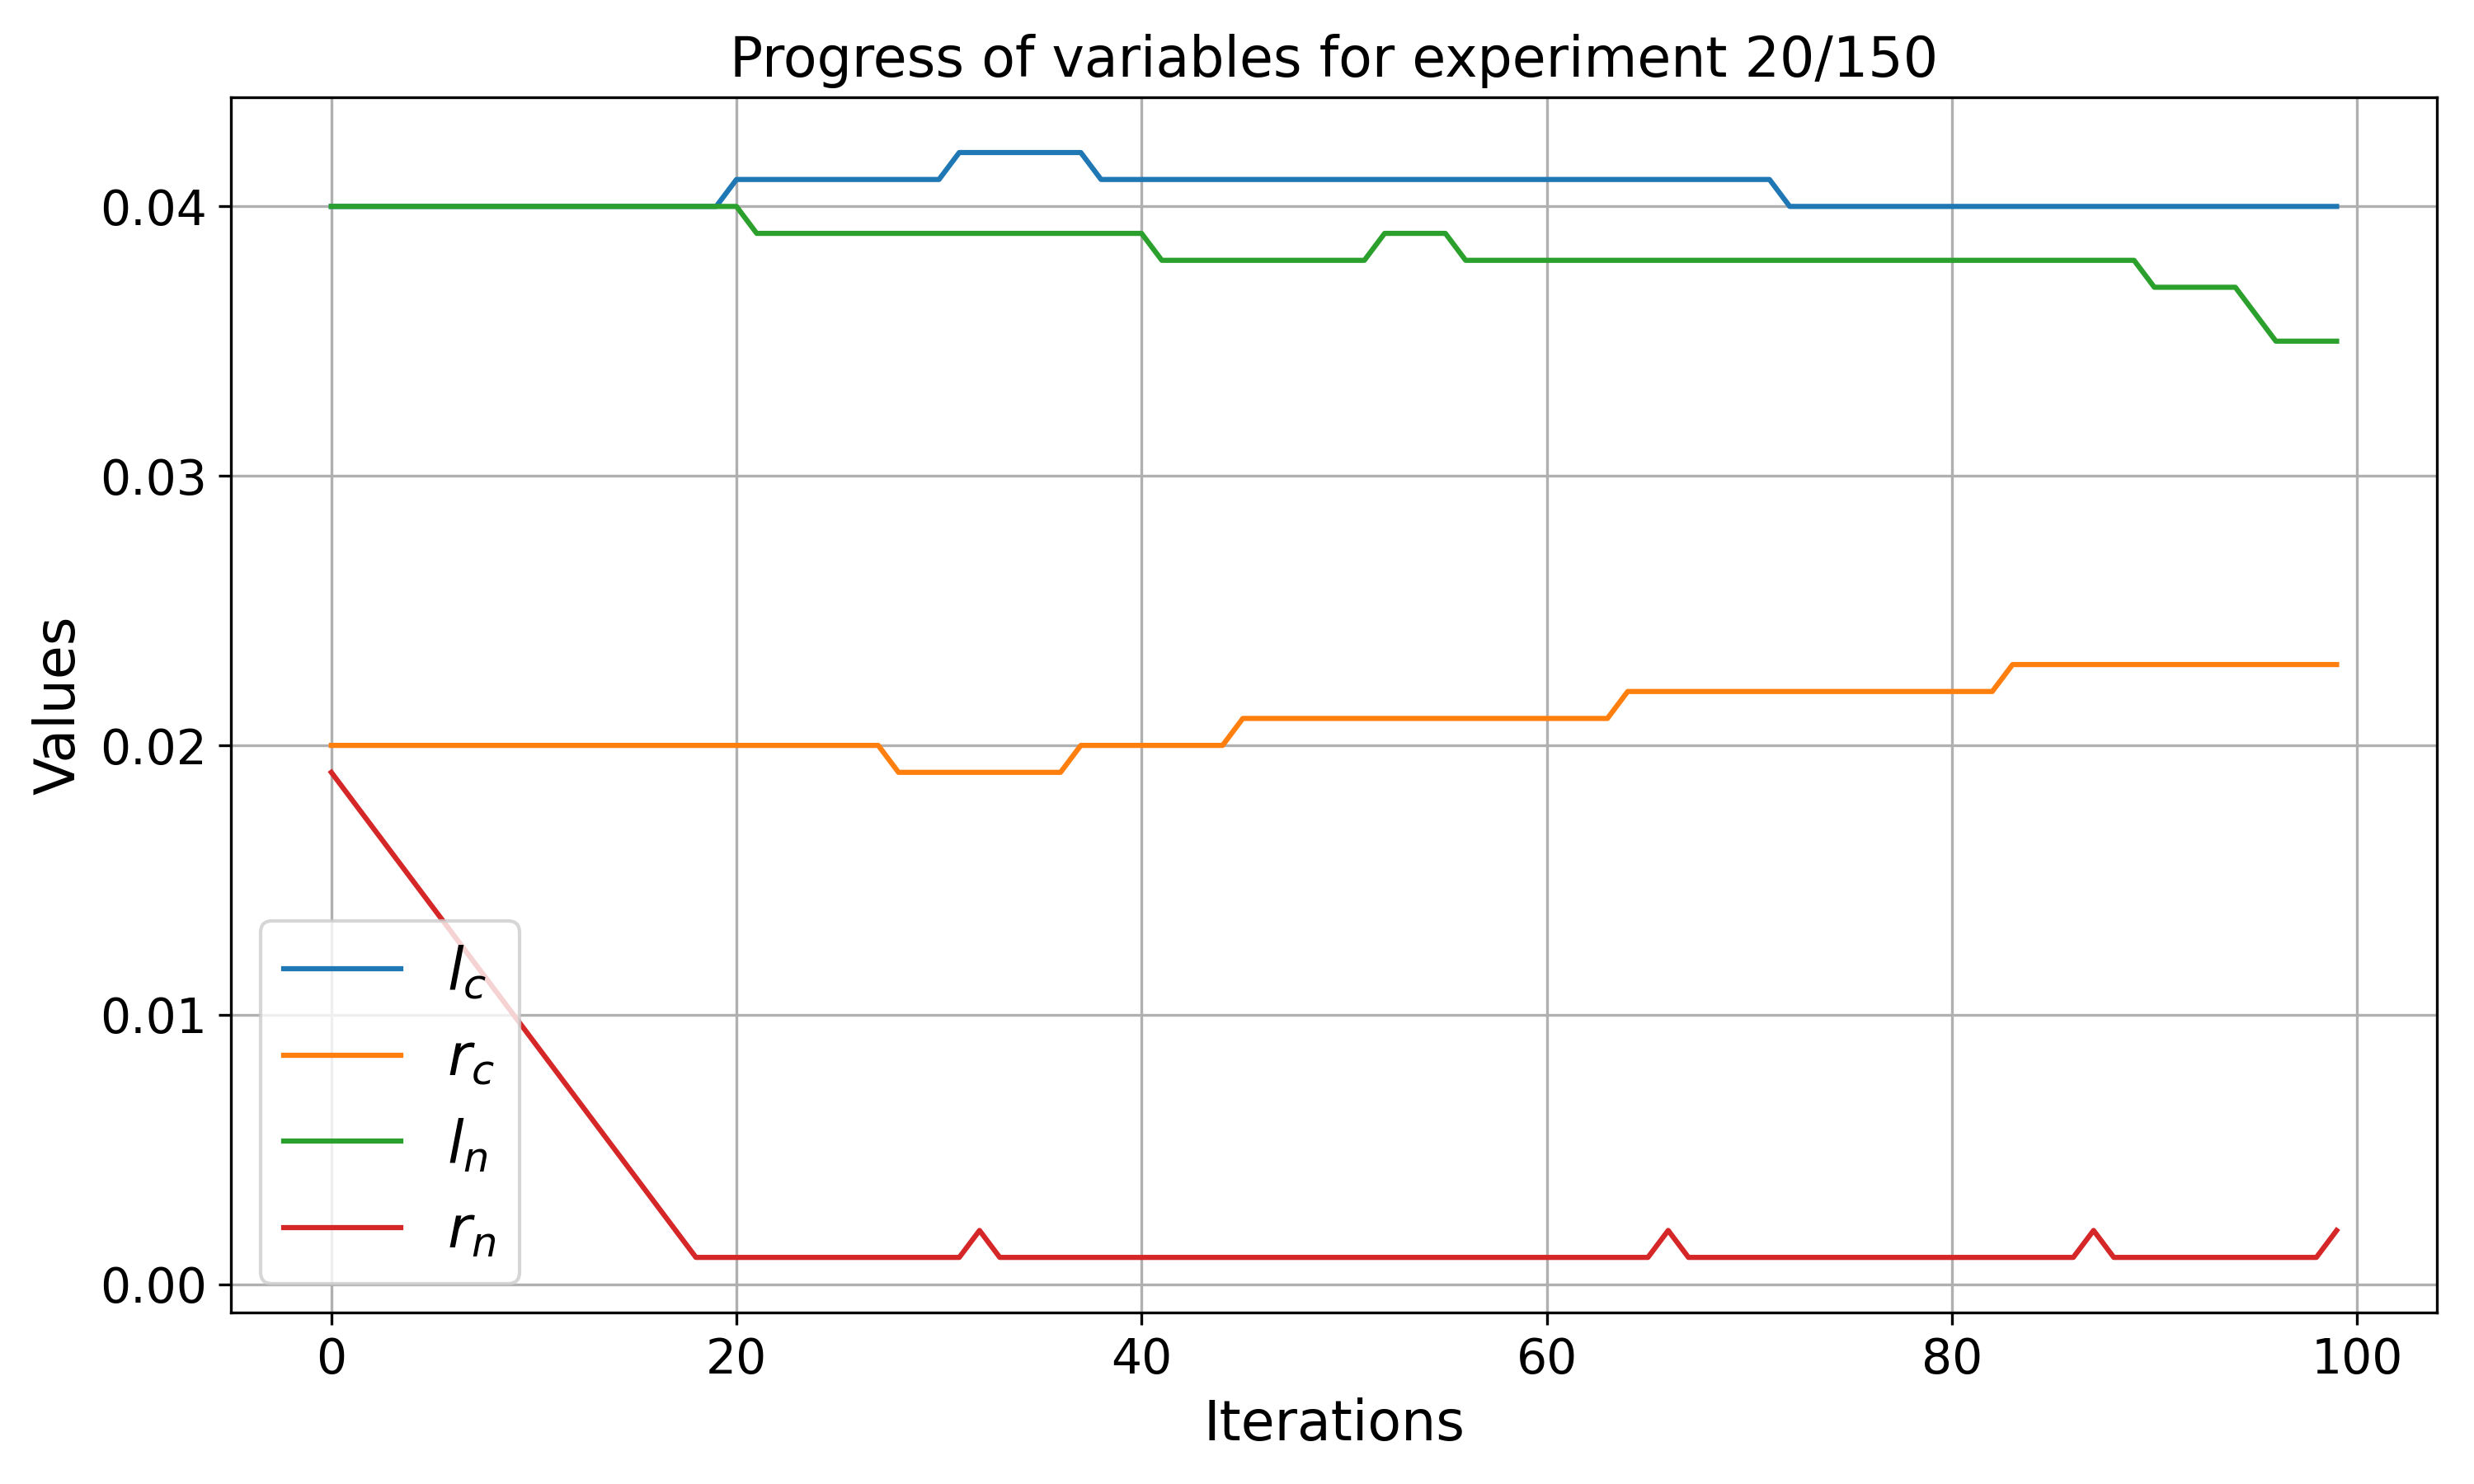 Progress of variables for experiment 20/150
Values
0.04
0.03
0.02
0.01
0.00
l_c
r_c
l_n
r_n
0 20 40 60 80 100
Iterations